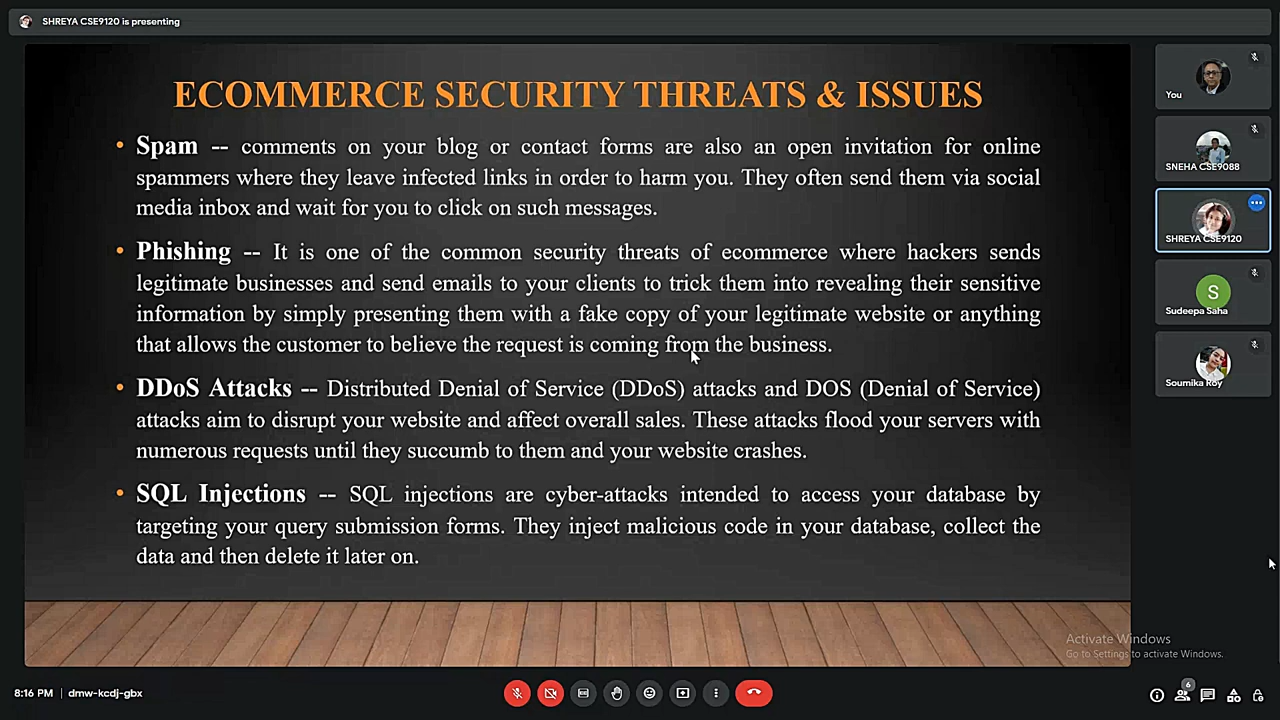 SHREYA CSE9120 is presenting
ECOMMERCE SECURITY THREATS & ISSUES
• Spam -- comments on your blog or contact forms are also an open invitation for online
spammers where they leave infected links in order to harm you. They often send them via social
media inbox and wait for you to click on such messages.
• Phishing -- It is one of the common security threats of ecommerce where hackers sends
legitimate businesses and send emails to your clients to trick them into revealing their sensitive
information by simply presenting them with a fake copy of your legitimate website or anything
that allows the customer to believe the request is coming from the business.
• DDoS Attacks -- Distributed Denial of Service (DDoS) attacks and DOS (Denial of Service)
attacks aim to disrupt your website and affect overall sales. These attacks flood your servers with
numerous requests until they succumb to them and your website crashes.
• SQL Injections -- SQL injections are cyber-attacks intended to access your database by
targeting your query submission forms. They inject malicious code in your database, collect the
data and then delete it later on.
You
SNEHA CSE9088
SHREYA CSE9120
S
Sudeepa Saha
Soumika Roy
Activate Windows
Go to Settings to activate Windows.
8:16 PM | dmw-kcdj-gbx
6